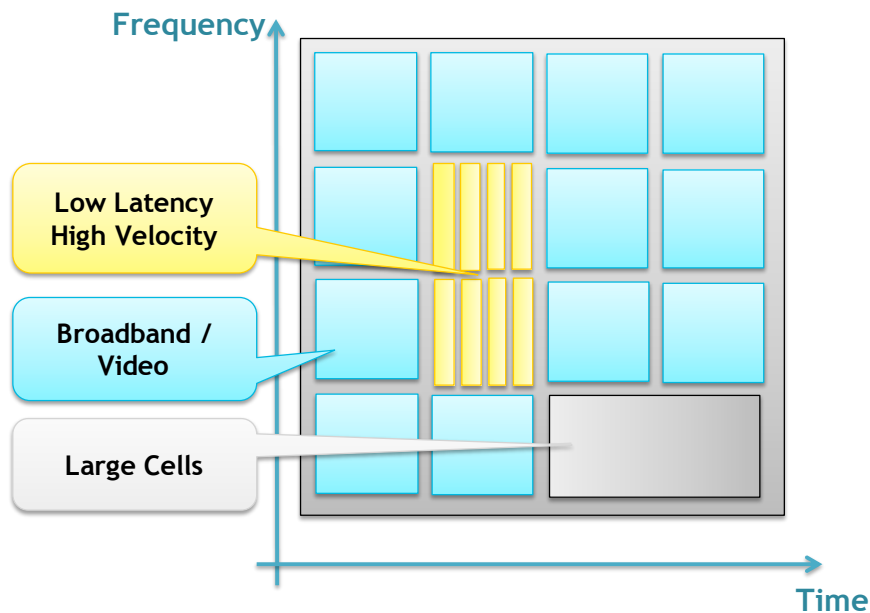 Frequency
Low Latency
High Velocity
Broadband /
Video
Large Cells
Time